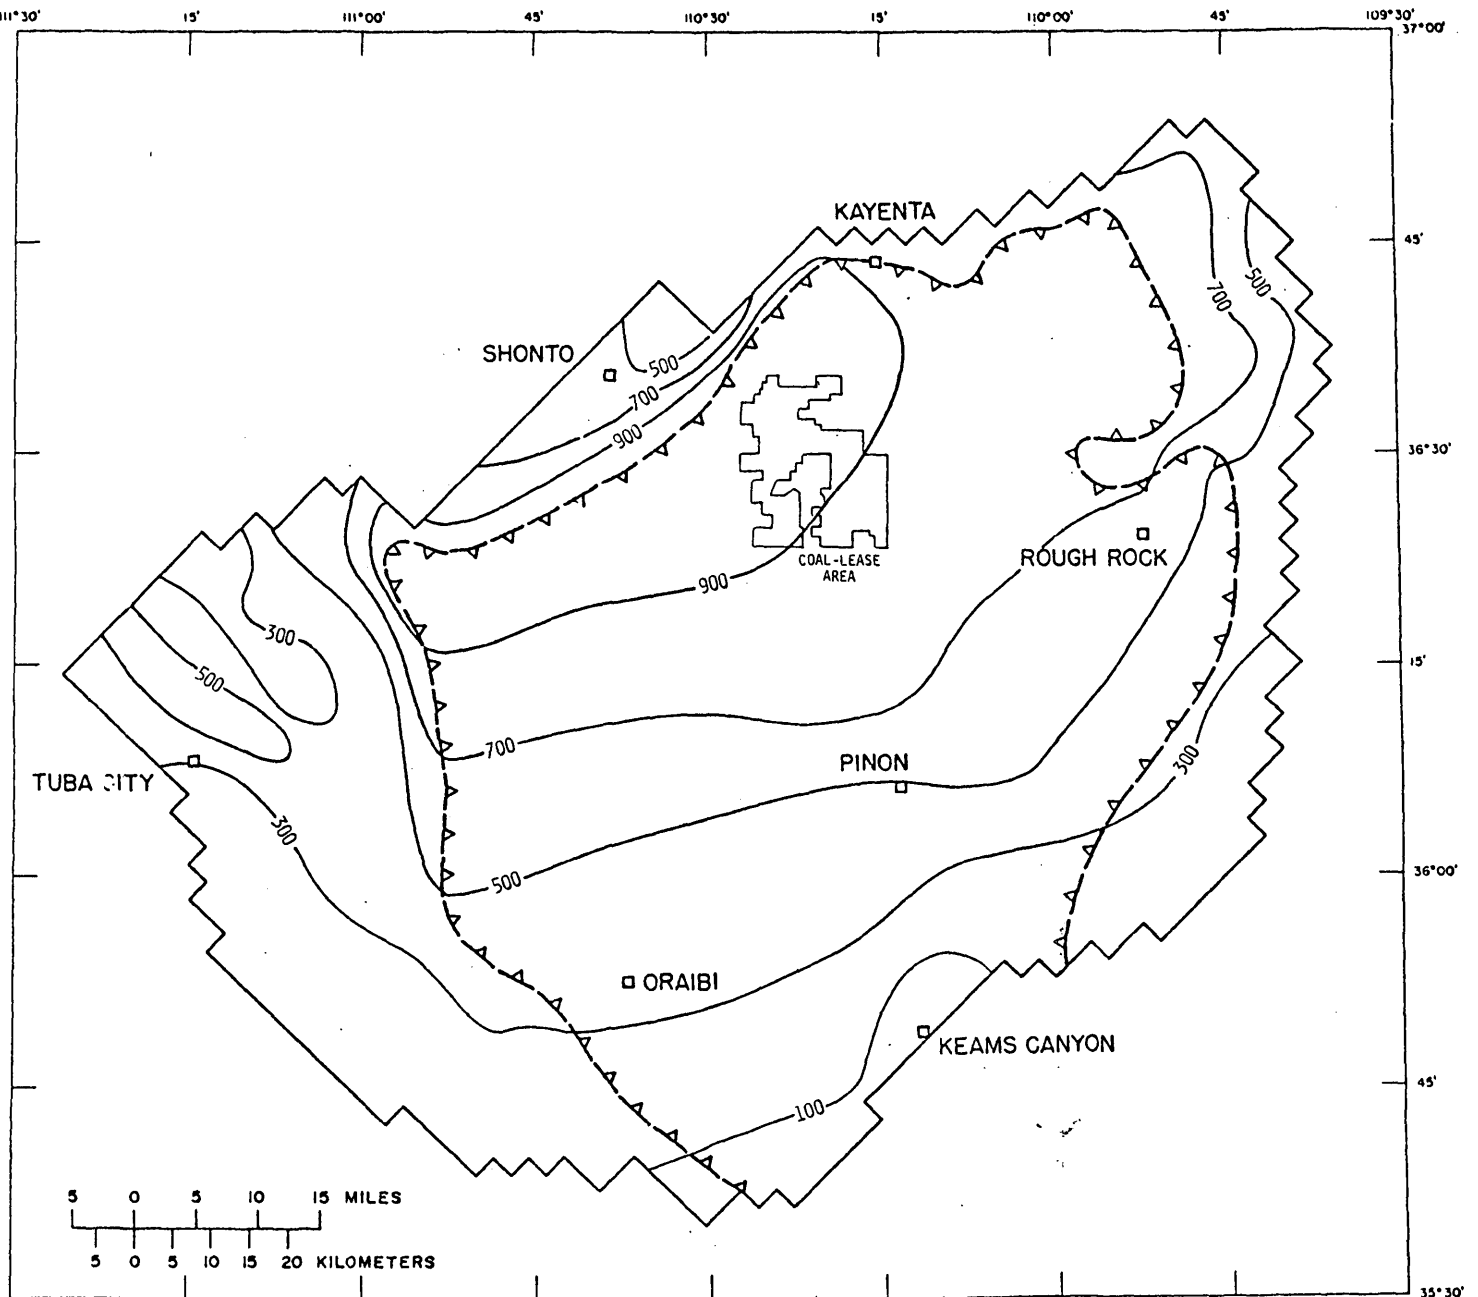 111°30' 15' 111°00' 45' 110°30' 15' 110°00' 45' 109°30'
37°00'
KAYENTA
45'
500
700
SHONTO
500
700
900
36°30'
ROUGH ROCK
COAL-LEASE
AREA
900
300
500
15'
700
PINON
300
TUBA CITY
300
500
36°00'
ORAIBI
KEAMS CANYON
45'
100
5 0 5 10 15 MILES
5 0 5 10 15 20 KILOMETERS
35°30'